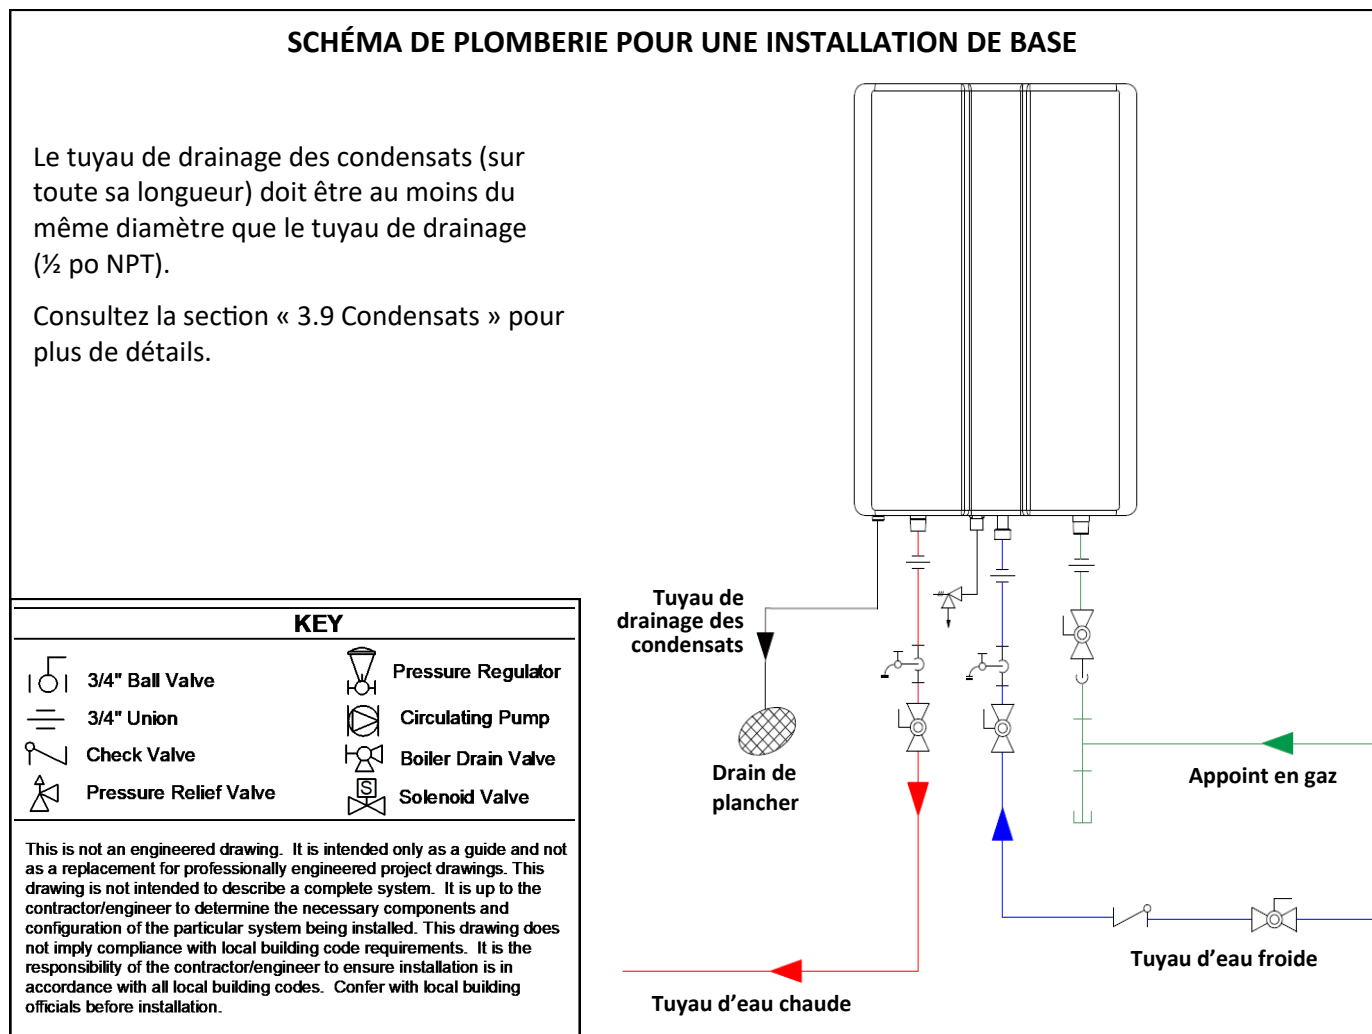 SCHÉMA DE PLOMBERIE POUR UNE INSTALLATION DE BASE
Le tuyau de drainage des condensats (sur
toute sa longueur) doit être au moins du
même diamètre que le tuyau de drainage
(½ po NPT).
Consultez la section « 3.9 Condensats » pour
plus de détails.
Tuyau de
drainage des
condensats
Drain de
plancher
Appoint en gaz
Tuyau d’eau froide
Tuyau d’eau chaude
KEY
3/4" Ball Valve
3/4" Union
Check Valve
Pressure Relief Valve
Pressure Regulator
Circulating Pump
Boiler Drain Valve
S
Solenoid Valve
This is not an engineered drawing. It is intended only as a guide and not
as a replacement for professionally engineered project drawings. This
drawing is not intended to describe a complete system. It is up to the
contractor/engineer to determine the necessary components and
configuration of the particular system being installed. This drawing does
not imply compliance with local building code requirements. It is the
responsibility of the contractor/engineer to ensure installation is in
accordance with all local building codes. Confer with local building
officials before installation.